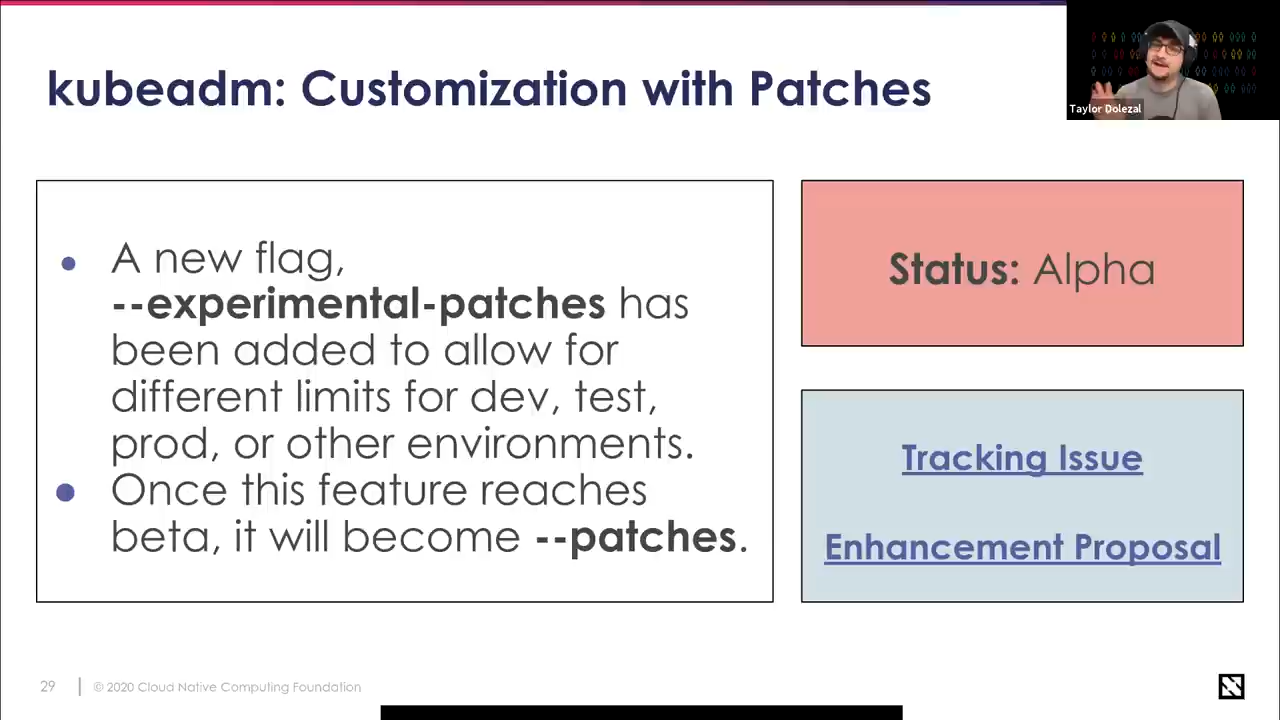 kubeadm: Customization with Patches
Taylor Dolezal
● A new flag,
--experimental-patches has
been added to allow for
different limits for dev, test,
prod, or other environments.
● Once this feature reaches
beta, it will become --patches.
Status: Alpha
Tracking Issue
Enhancement Proposal
29
© 2020 Cloud Native Computing Foundation